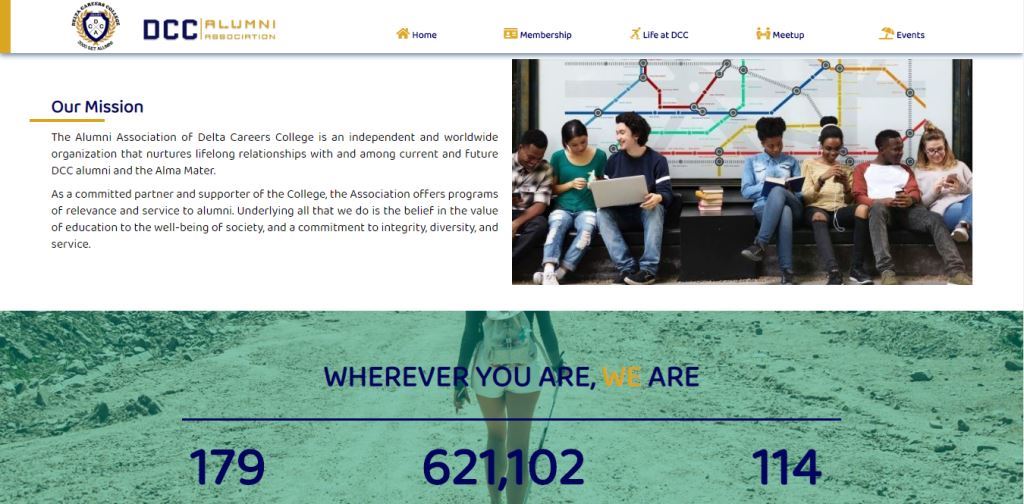 DELTA CAREERS COLLEGE
DCC ALUMNI
ASSOCIATION
Home
Membership
Life at DCC
Meetup
Events
Our Mission
The Alumni Association of Delta Careers College is an independent and worldwide
organization that nurtures lifelong relationships with and among current and future
DCC alumni and the Alma Mater.
As a committed partner and supporter of the College, the Association offers programs
of relevance and service to alumni. Underlying all that we do is the belief in the value
of education to the well-being of society, and a commitment to integrity, diversity, and
service.
WHEREVER YOU ARE, WE ARE
179
621,102
114